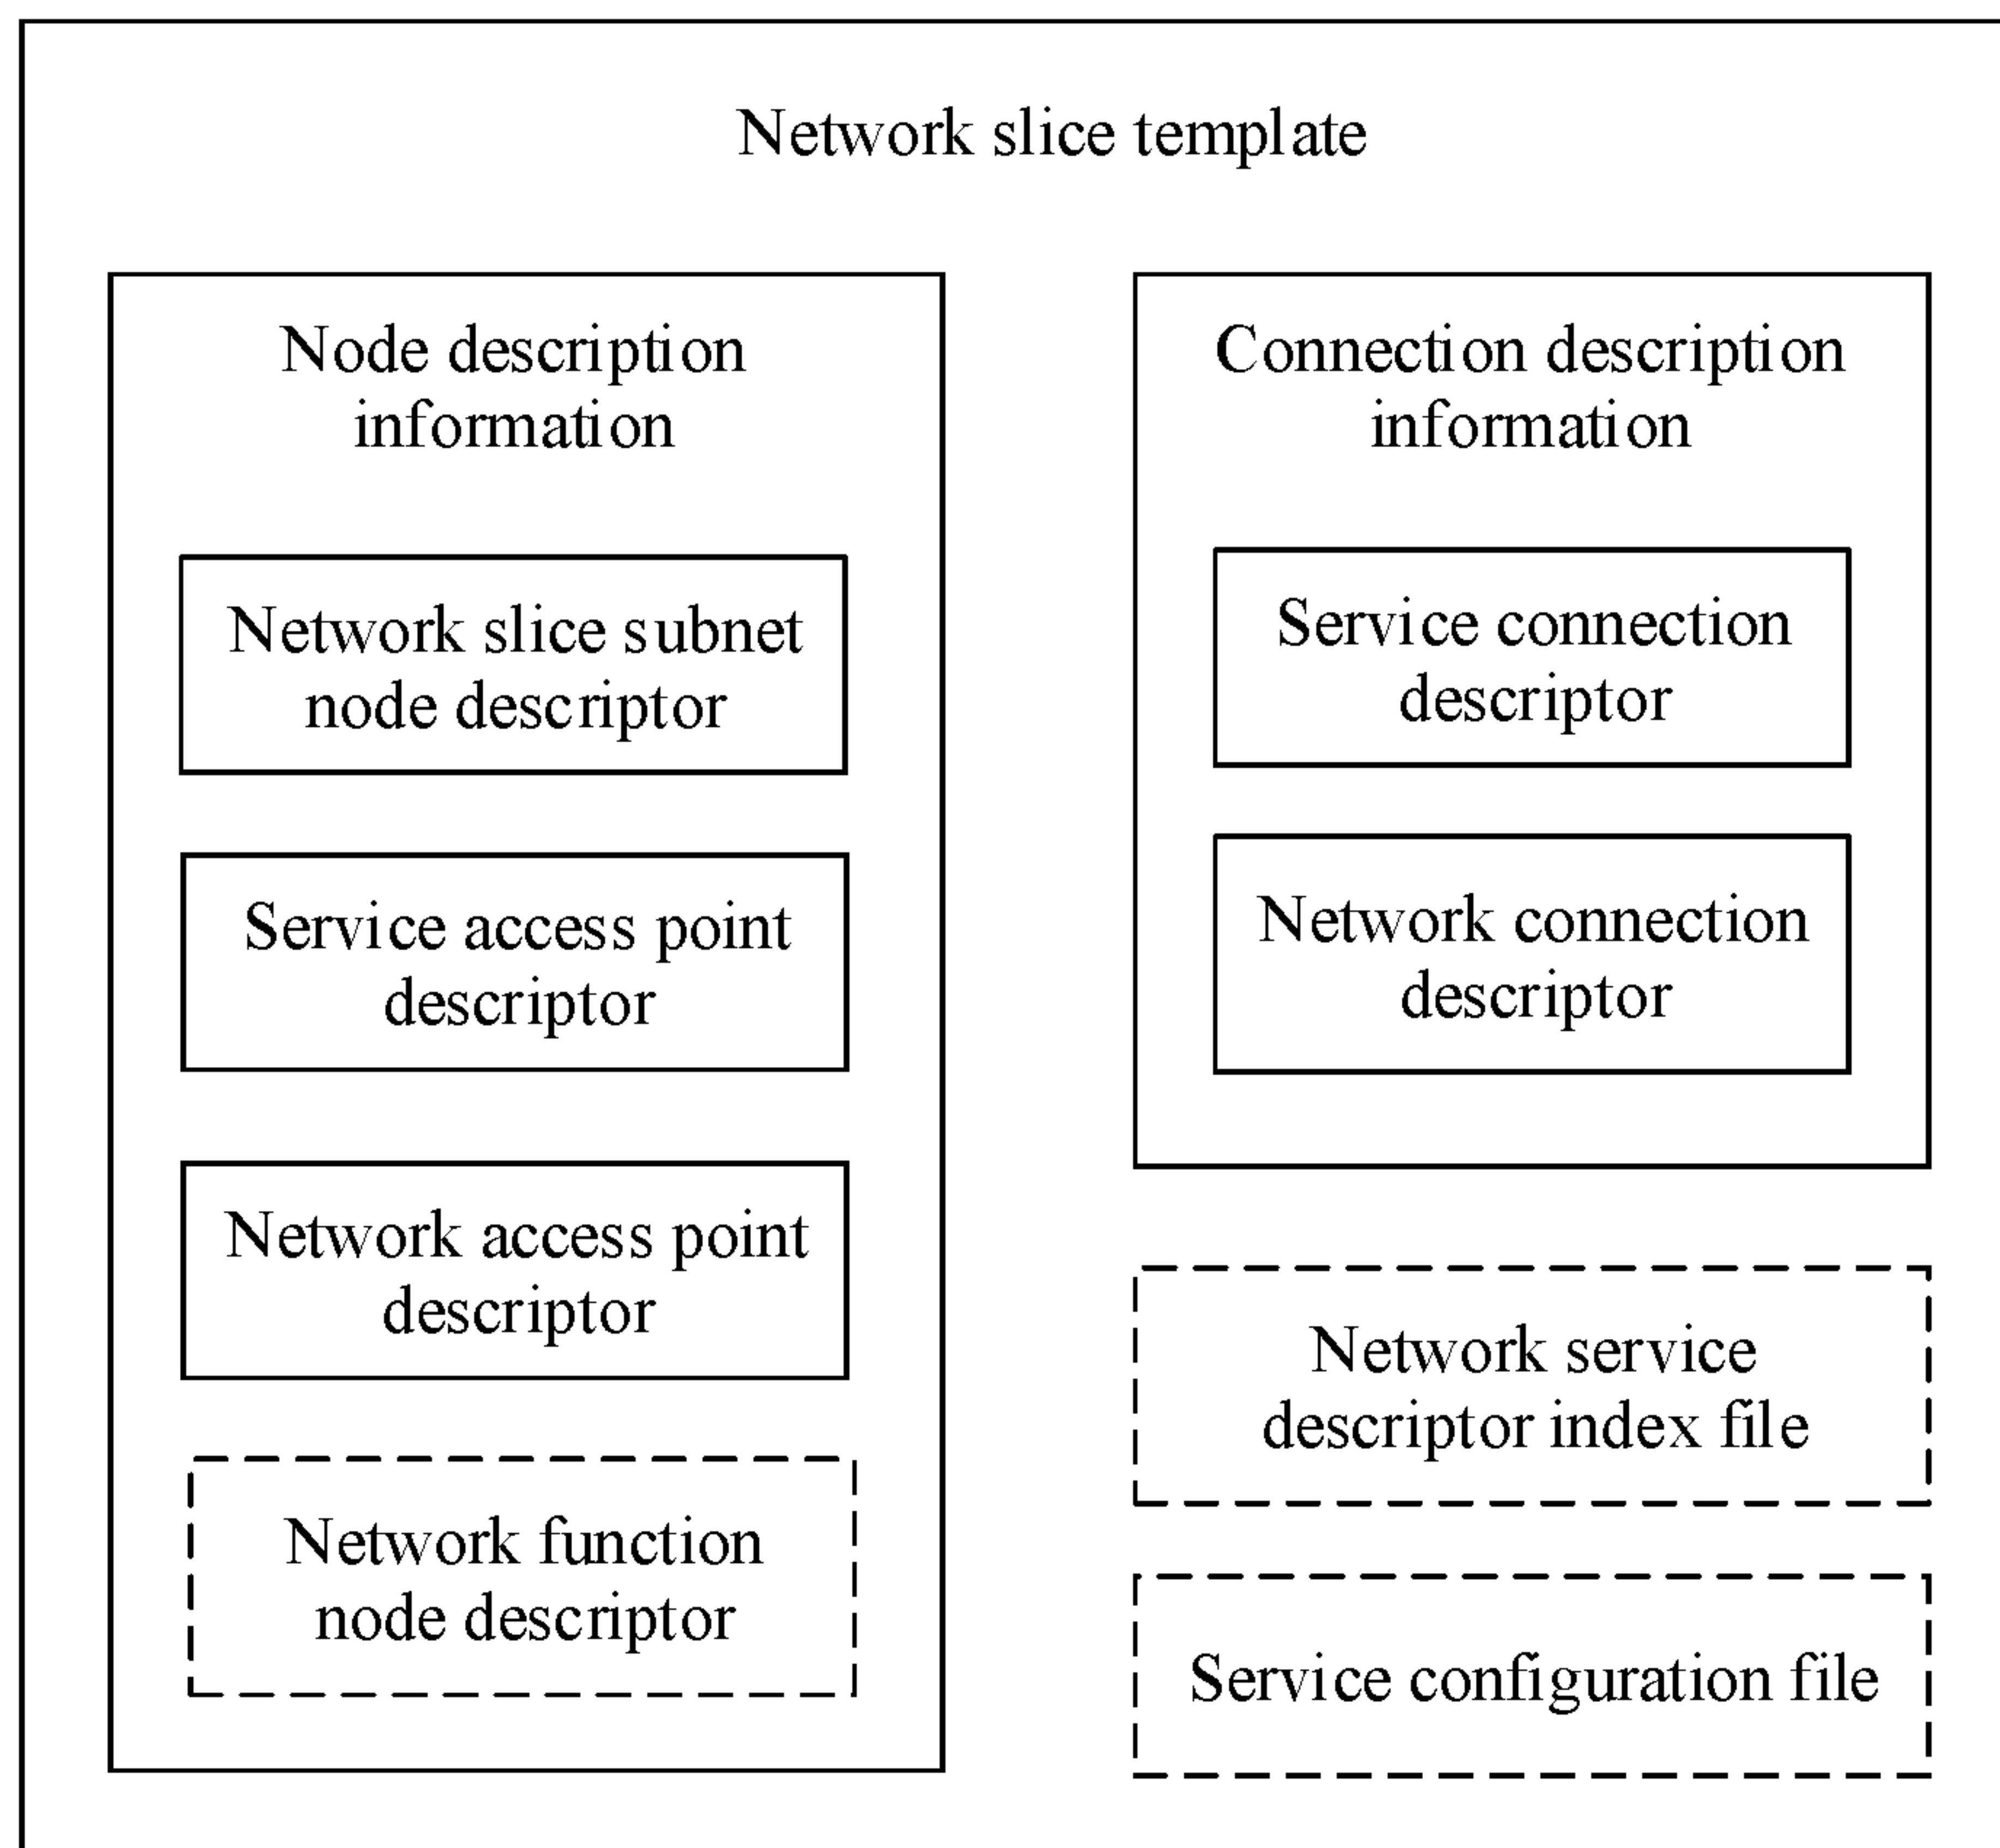 Network slice template
Node description
information
Network slice subnet
node descriptor
Service access point
descriptor
Network access point
descriptor
Network function
node descriptor
Connection description
information
Service connection
descriptor
Network connection
descriptor
Network service
descriptor index file
Service configuration file